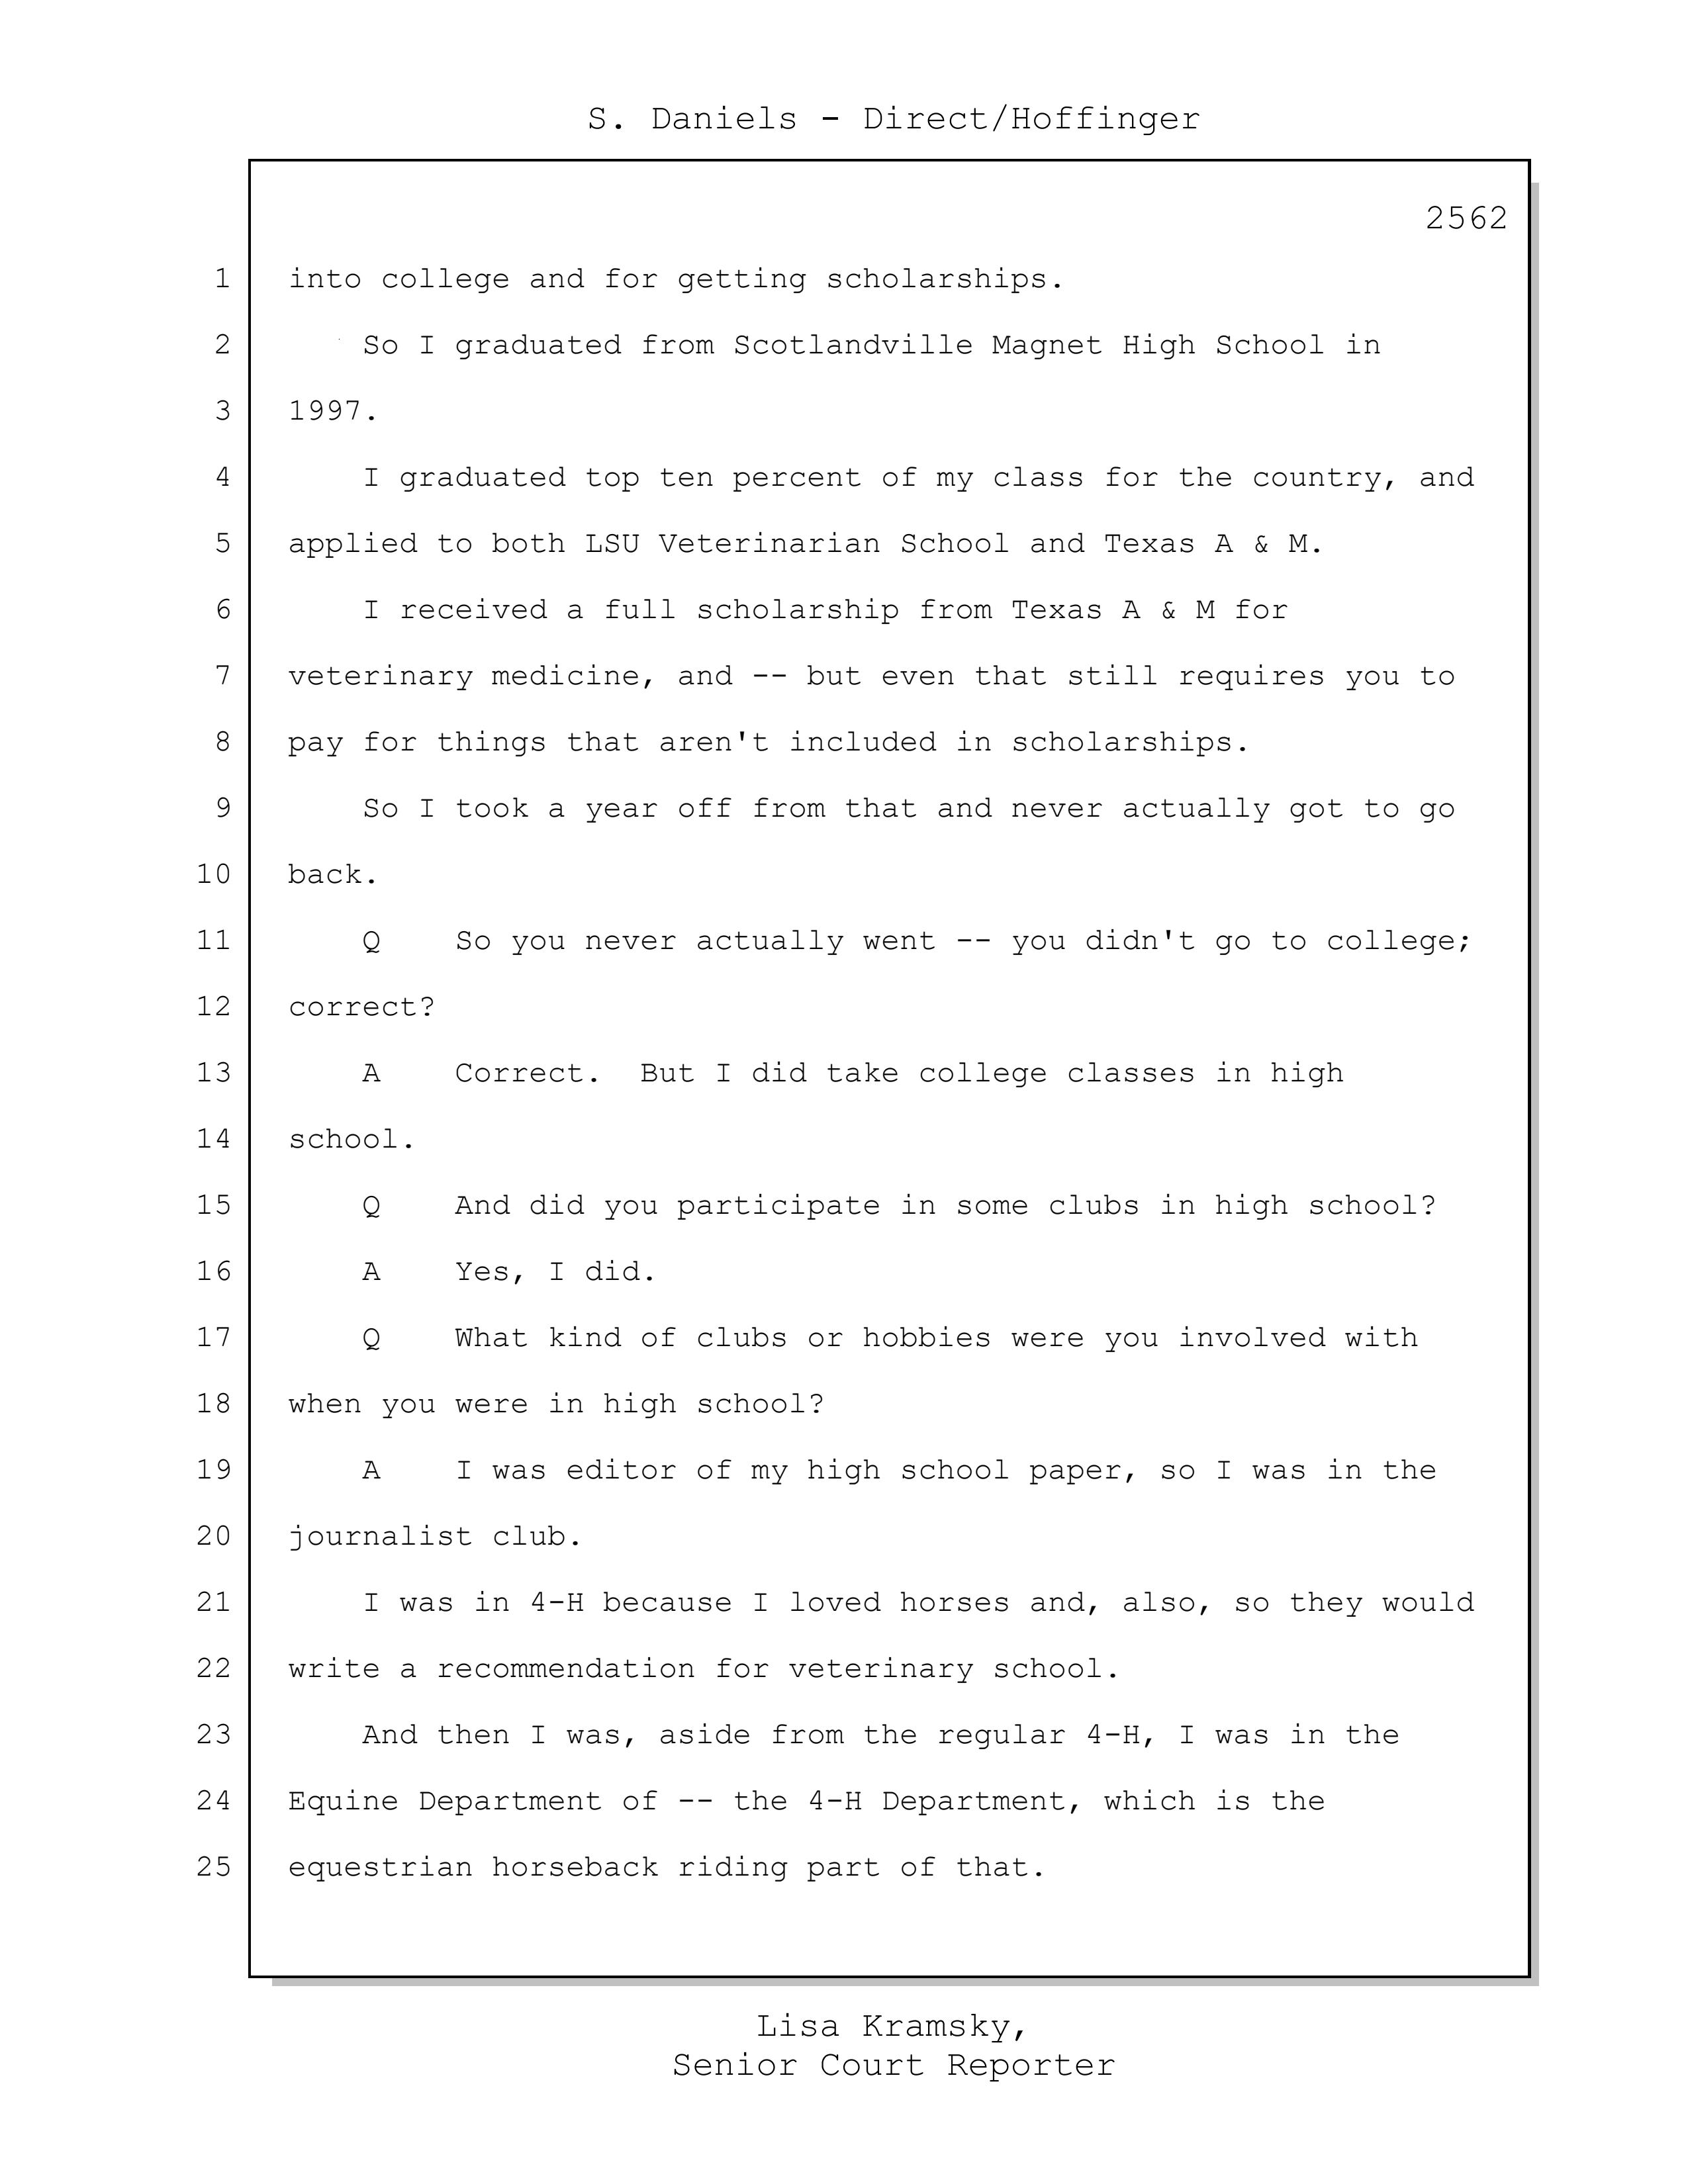 S. Daniels - Direct/Hoffinger
2562
1 into college and for getting scholarships.
2 So I graduated from Scotlandville Magnet High School in
3 1997.
4 I graduated top ten percent of my class for the country, and
5 applied to both LSU Veterinarian School and Texas A & M.
6 I received a full scholarship from Texas A & M for
7 veterinary medicine, and -- but even that still requires you to
8 pay for things that aren't included in scholarships.
9 So I took a year off from that and never actually got to go
10 back.
11 Q So you never actually went -- you didn't go to college;
12 correct?
13 A Correct. But I did take college classes in high
14 school.
15 Q And did you participate in some clubs in high school?
16 A Yes, I did.
17 Q What kind of clubs or hobbies were you involved with
18 when you were in high school?
19 A I was editor of my high school paper, so I was in the
20 journalist club.
21 I was in 4-H because I loved horses and, also, so they would
22 write a recommendation for veterinary school.
23 And then I was, aside from the regular 4-H, I was in the
24 Equine Department of -- the 4-H Department, which is the
25 equestrian horseback riding part of that.
Lisa Kramsky,
Senior Court Reporter